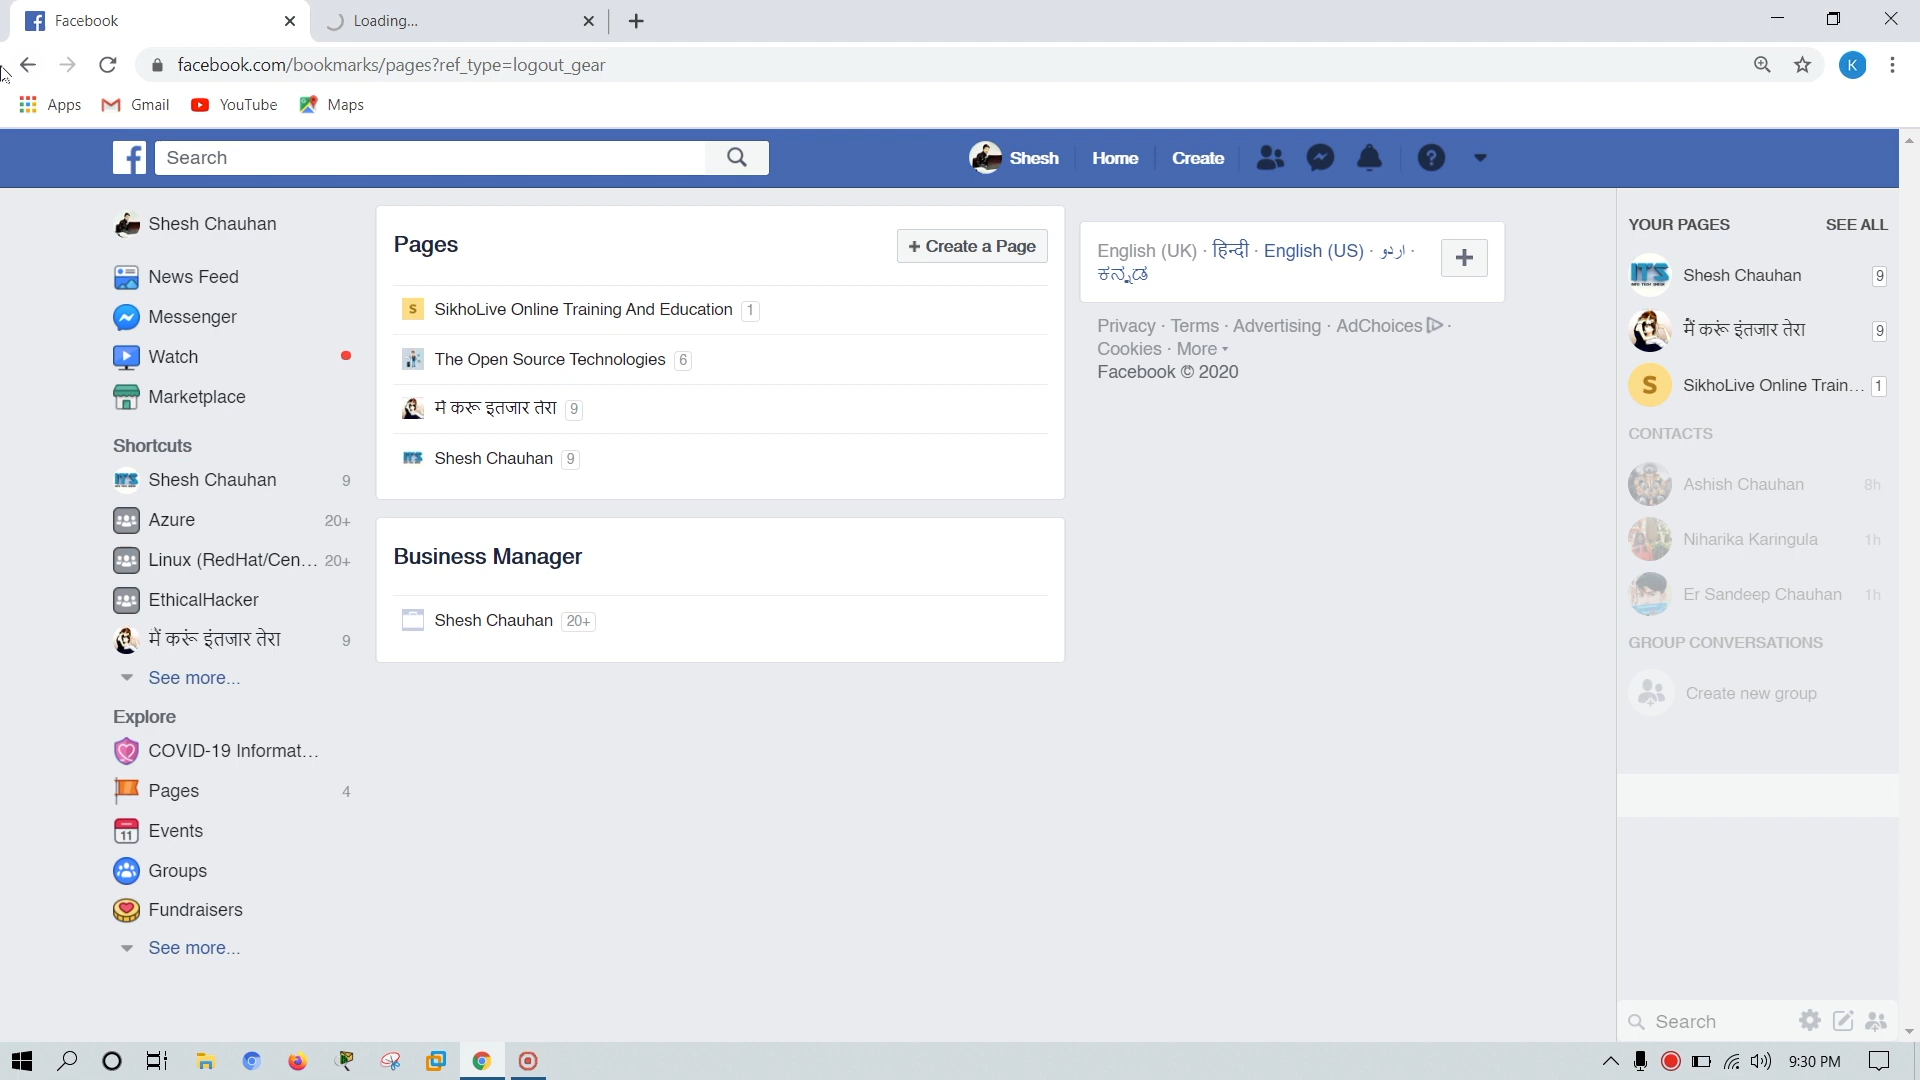 Facebook
Loading...
facebook.com/bookmarks/pages?ref_type=logout_gear
K
Apps
Gmail
YouTube
Maps
Search
Shesh
Home
Create
Shesh Chauhan
News Feed
Messenger
Watch
Marketplace
Shortcuts
Shesh Chauhan 9
Azure 20+
Linux (RedHat/Cen... 20+
EthicalHacker
मैं करूं इंतजार तेरा 9
See more...
Explore
COVID-19 Informat...
Pages 4
11 Events
Groups
Fundraisers
See more...
Pages
+ Create a Page
S SikhoLive Online Training And Education 1
The Open Source Technologies 6
मैं करूं इंतजार तेरा 9
ITS Shesh Chauhan 9
Business Manager
Shesh Chauhan 20+
English (UK) · हिन्दी · English (US) · اردو ·
ಕನ್ನಡ
Privacy · Terms · Advertising · AdChoices ·
Cookies · More
Facebook © 2020
YOUR PAGES SEE ALL
ITS Shesh Chauhan 9
मैं करूं इंतजार तेरा 9
S SikhoLive Online Train... 1
CONTACTS
Ashish Chauhan 8h
Niharika Karingula 1h
Er Sandeep Chauhan 1h
GROUP CONVERSATIONS
Create new group
Search
9:30 PM